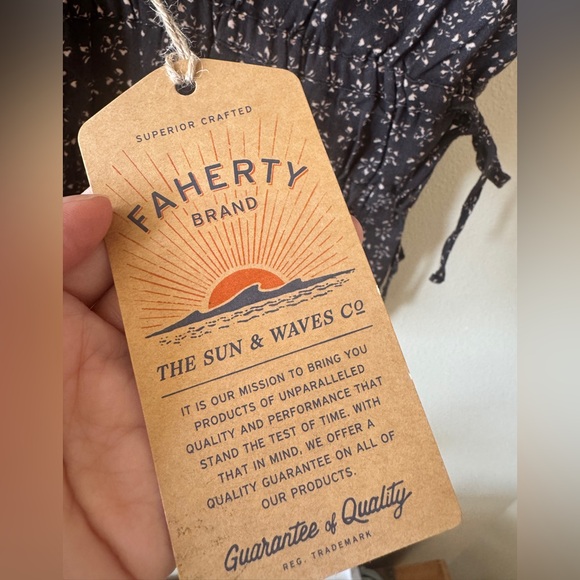 SUPERIOR CRAFTED
FAHERTY
BRAND
THE SUN & WAVES CO
IT IS OUR MISSION TO BRING YOU
PRODUCTS OF UNPARALLELED
QUALITY AND PERFORMANCE THAT
STAND THE TEST OF TIME. WITH
THAT IN MIND, WE OFFER A
QUALITY GUARANTEE ON ALL OF
OUR PRODUCTS.
Guarantee of Quality
REG. TRADEMARK